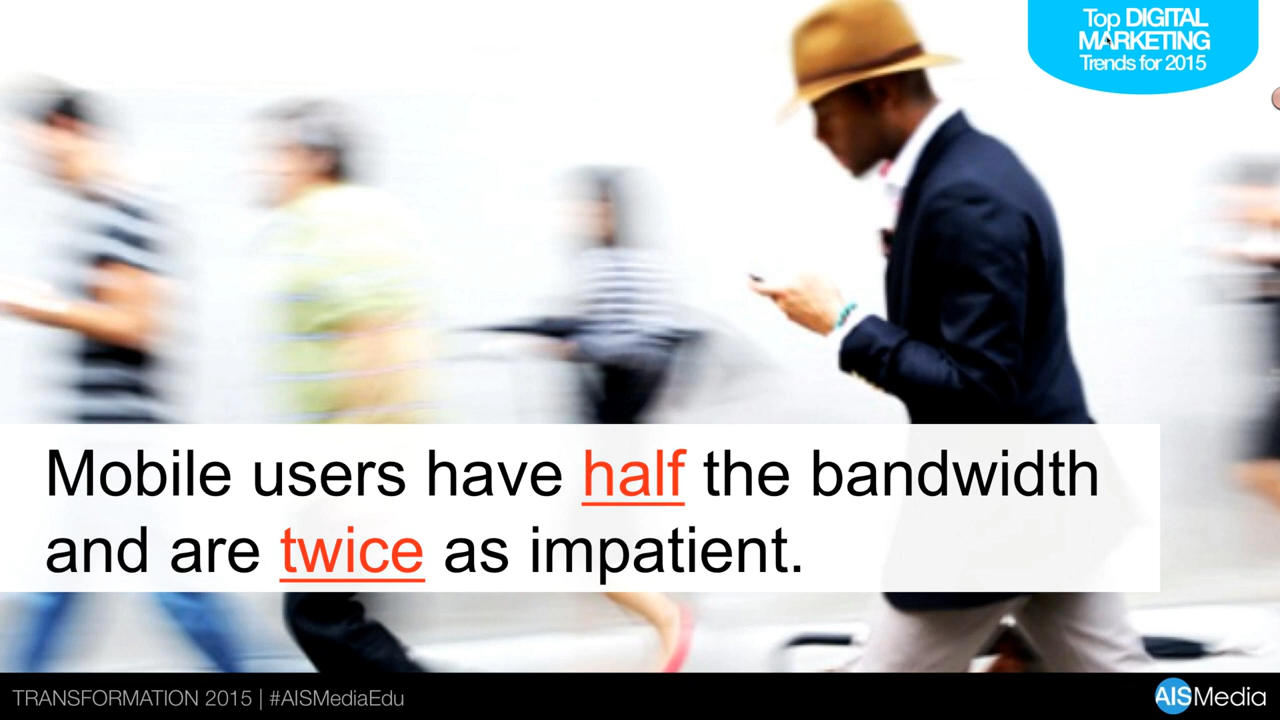 Top DIGITAL
MARKETING
Trends for 2015
Mobile users have half the bandwidth
and are twice as impatient.
TRANSFORMATION 2015 | #AISMediaEdu
AISMedia